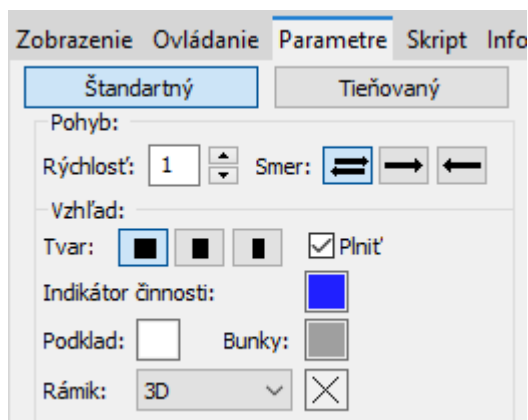 Zobrazenie Ovládanie Parametre Skript Info
Štandartný Tieňovaný
Pohyb:
Rýchlosť: 1 Smer:
Vzhľad:
Tvar: Plniť
Indikátor činnosti:
Podklad: Bunky:
Rámik: 3D